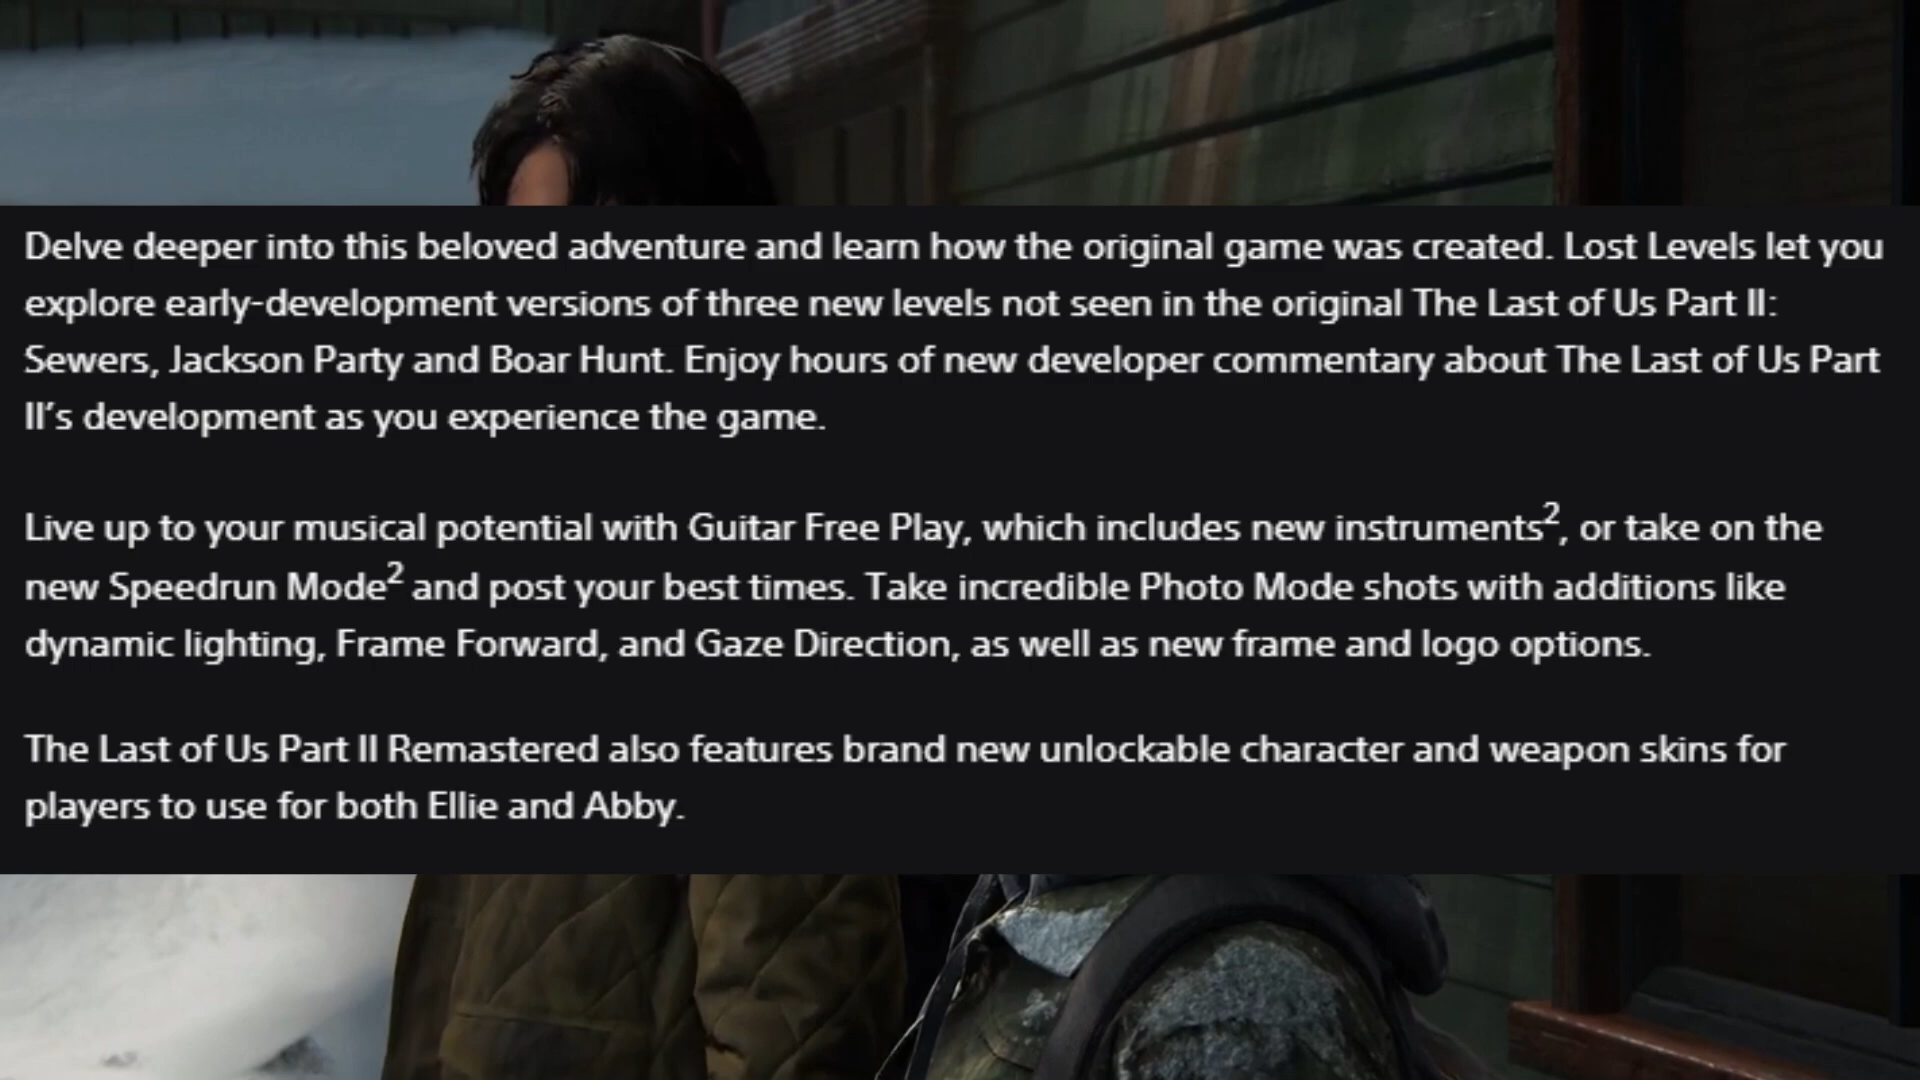 Delve deeper into this beloved adventure and learn how the original game was created. Lost Levels let you
explore early-development versions of three new levels not seen in the original The Last of Us Part II:
Sewers, Jackson Party and Boar Hunt. Enjoy hours of new developer commentary about The Last of Us Part
II’s development as you experience the game.
Live up to your musical potential with Guitar Free Play, which includes new instruments², or take on the
new Speedrun Mode² and post your best times. Take incredible Photo Mode shots with additions like
dynamic lighting, Frame Forward, and Gaze Direction, as well as new frame and logo options.
The Last of Us Part II Remastered also features brand new unlockable character and weapon skins for
players to use for both Ellie and Abby.